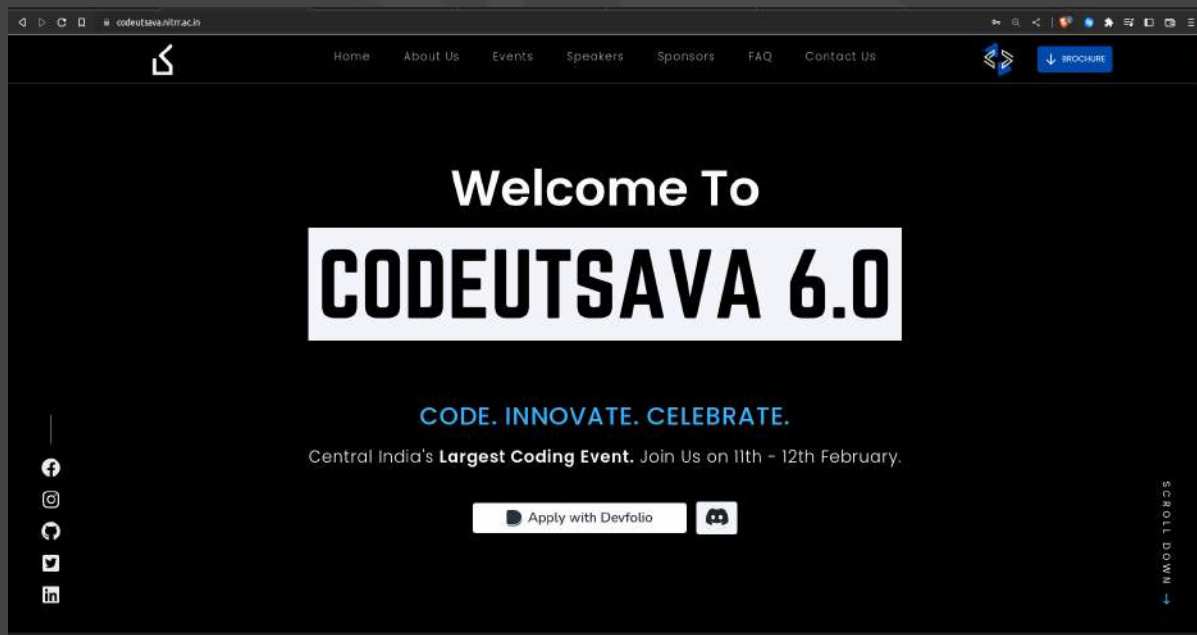 codeutsava.nitrr.ac.in
Home About Us Events Speakers Sponsors FAQ Contact Us
BROCHURE
Welcome To
CODEUTSAVA 6.0
CODE. INNOVATE. CELEBRATE.
Central India's Largest Coding Event. Join Us on 11th - 12th February.
Apply with Devfolio
SCROLL DOWN